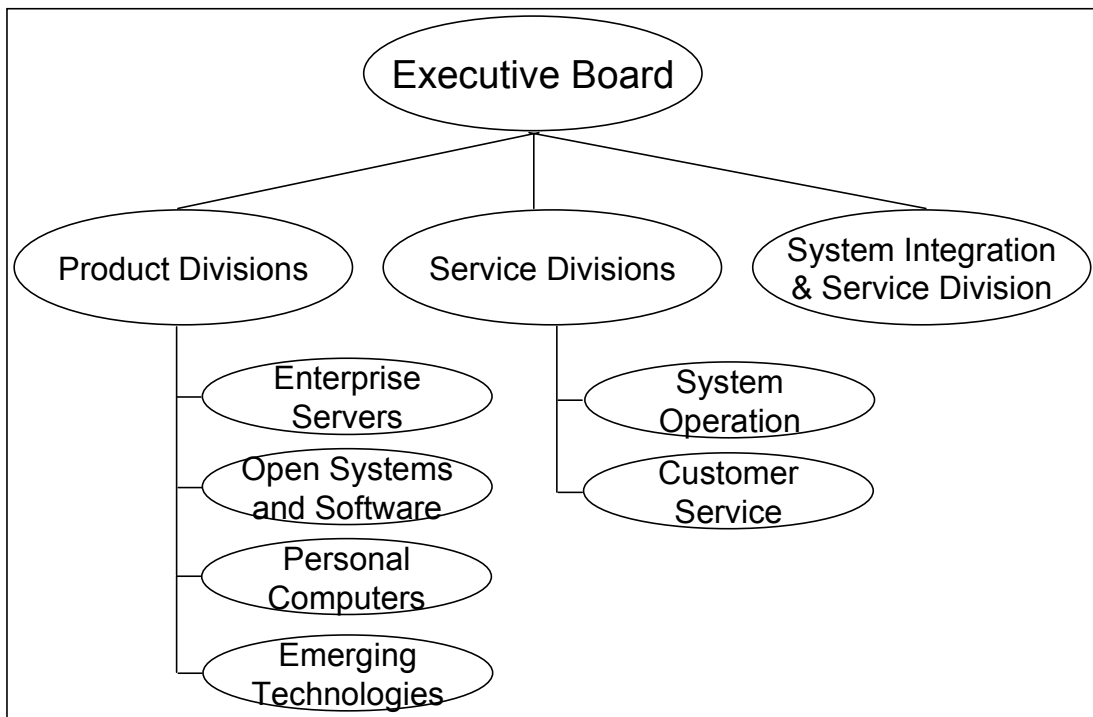 Executive Board
Product Divisions
Service Divisions
System Integration
& Service Division
Enterprise
Servers
Open Systems
and Software
Personal
Computers
Emerging
Technologies
System
Operation
Customer
Service